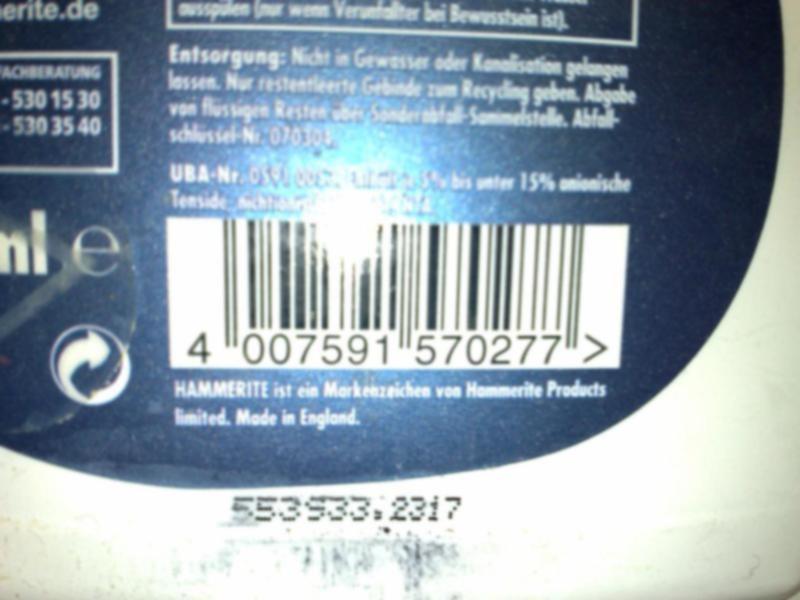 nerite.de
ausspülen (nur wenn Verunfallter bei Bewusstsein ist).
FACHBERATUNG
- 530 15 30
- 530 35 40
Entsorgung: Nicht in Gewässer oder Kanalisation gelangen
lassen. Nur restentleerte Gebinde zum Recycling geben. Abgabe
von flüssigen Resten über Sonderabfall-Sammelstelle. Abfall-
schlüssel-Nr. 070304.
UBA-Nr. 0591 5% bis unter 15% anionische
Tenside,
ml e
4 007591 570277 >
HAMMERITE ist ein Markenzeichen von Hammerite Products
limited. Made in England.
553933.2317